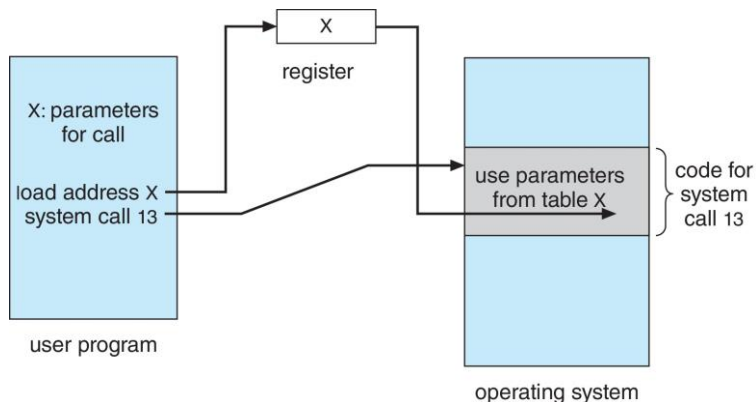 X
register
X: parameters
for call
load address X
system call 13
user program
use parameters
from table X
code for
system
call 13
operating system